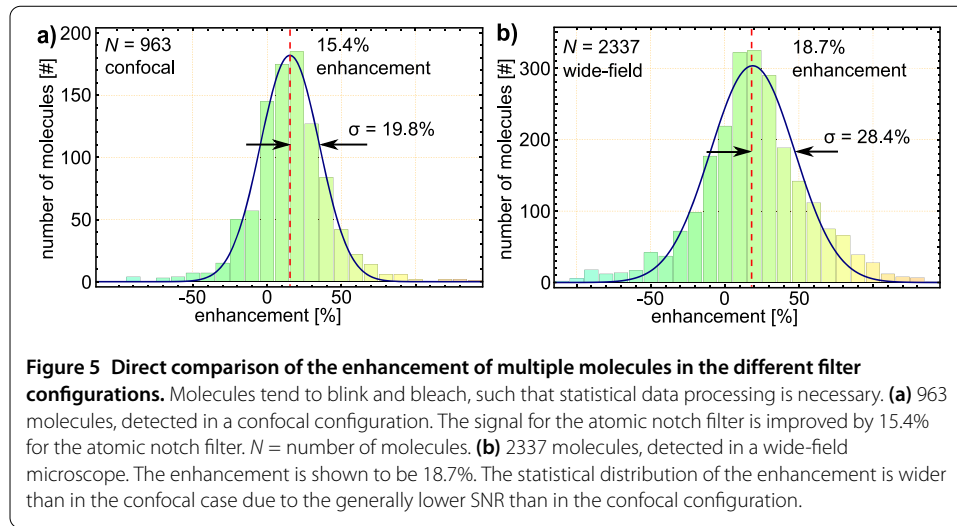 a)
N = 963
confocal
15.4%
enhancement
σ = 19.8%
number of molecules [#]
200
150
100
50
0
-50 0 50
enhancement [%]
b)
N = 2337
wide-field
18.7%
enhancement
σ = 28.4%
number of molecules [#]
300
200
100
0
-50 0 50
enhancement [%]
Figure 5 Direct comparison of the enhancement of multiple molecules in the different filter
configurations. Molecules tend to blink and bleach, such that statistical data processing is necessary. (a) 963
molecules, detected in a confocal configuration. The signal for the atomic notch filter is improved by 15.4%
for the atomic notch filter. N = number of molecules. (b) 2337 molecules, detected in a wide-field
microscope. The enhancement is shown to be 18.7%. The statistical distribution of the enhancement is wider
than in the confocal case due to the generally lower SNR than in the confocal configuration.